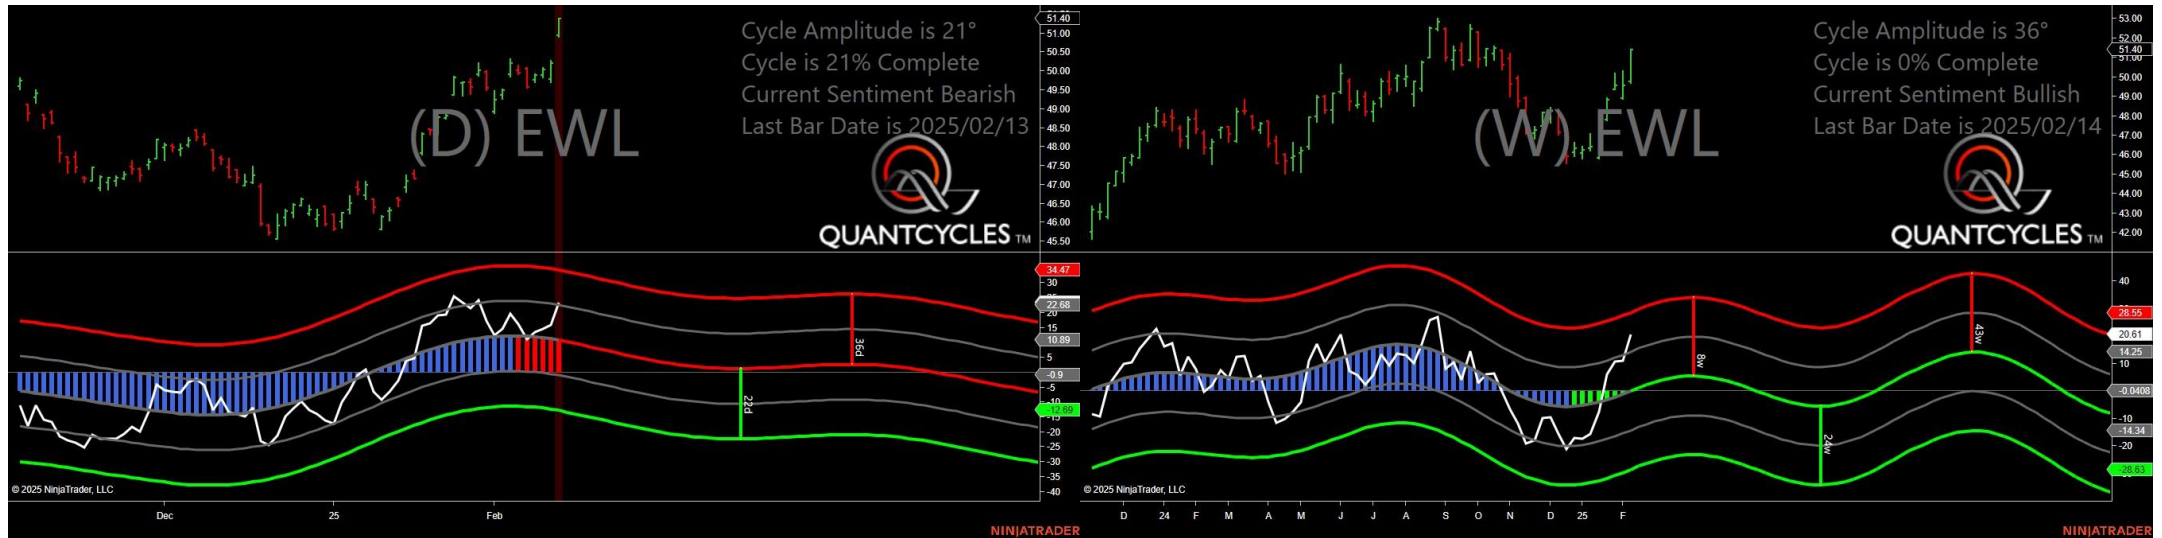 Cycle Amplitude is 21°
Cycle is 21% Complete
Current Sentiment Bearish
Last Bar Date is 2025/02/13
(D) EWL
QUANTCYCLES TM
51.40
51.00
50.50
50.00
49.50
49.00
48.50
48.00
47.50
47.00
46.50
46.00
45.50
34.47
30
22.68
20
15
10.89
5
-0.9
-5
-10
-12.69
-20
-25
-30
-35
-40
36d
22d
© 2025 NinjaTrader, LLC
Dec
25
Feb
NINJATRADER
Cycle Amplitude is 36°
Cycle is 0% Complete
Current Sentiment Bullish
Last Bar Date is 2025/02/14
(W) EWL
QUANTCYCLES TM
53.00
52.00
51.40
51.00
50.00
49.00
48.00
47.00
46.00
45.00
44.00
43.00
42.00
40
28.55
20.61
14.25
10
-0.0408
-10
-14.34
-20
-28.63
8w
24w
43w
© 2025 NinjaTrader, LLC
D
24
F
M
A
M
J
J
A
S
O
N
D
25
F
NINJATRADER